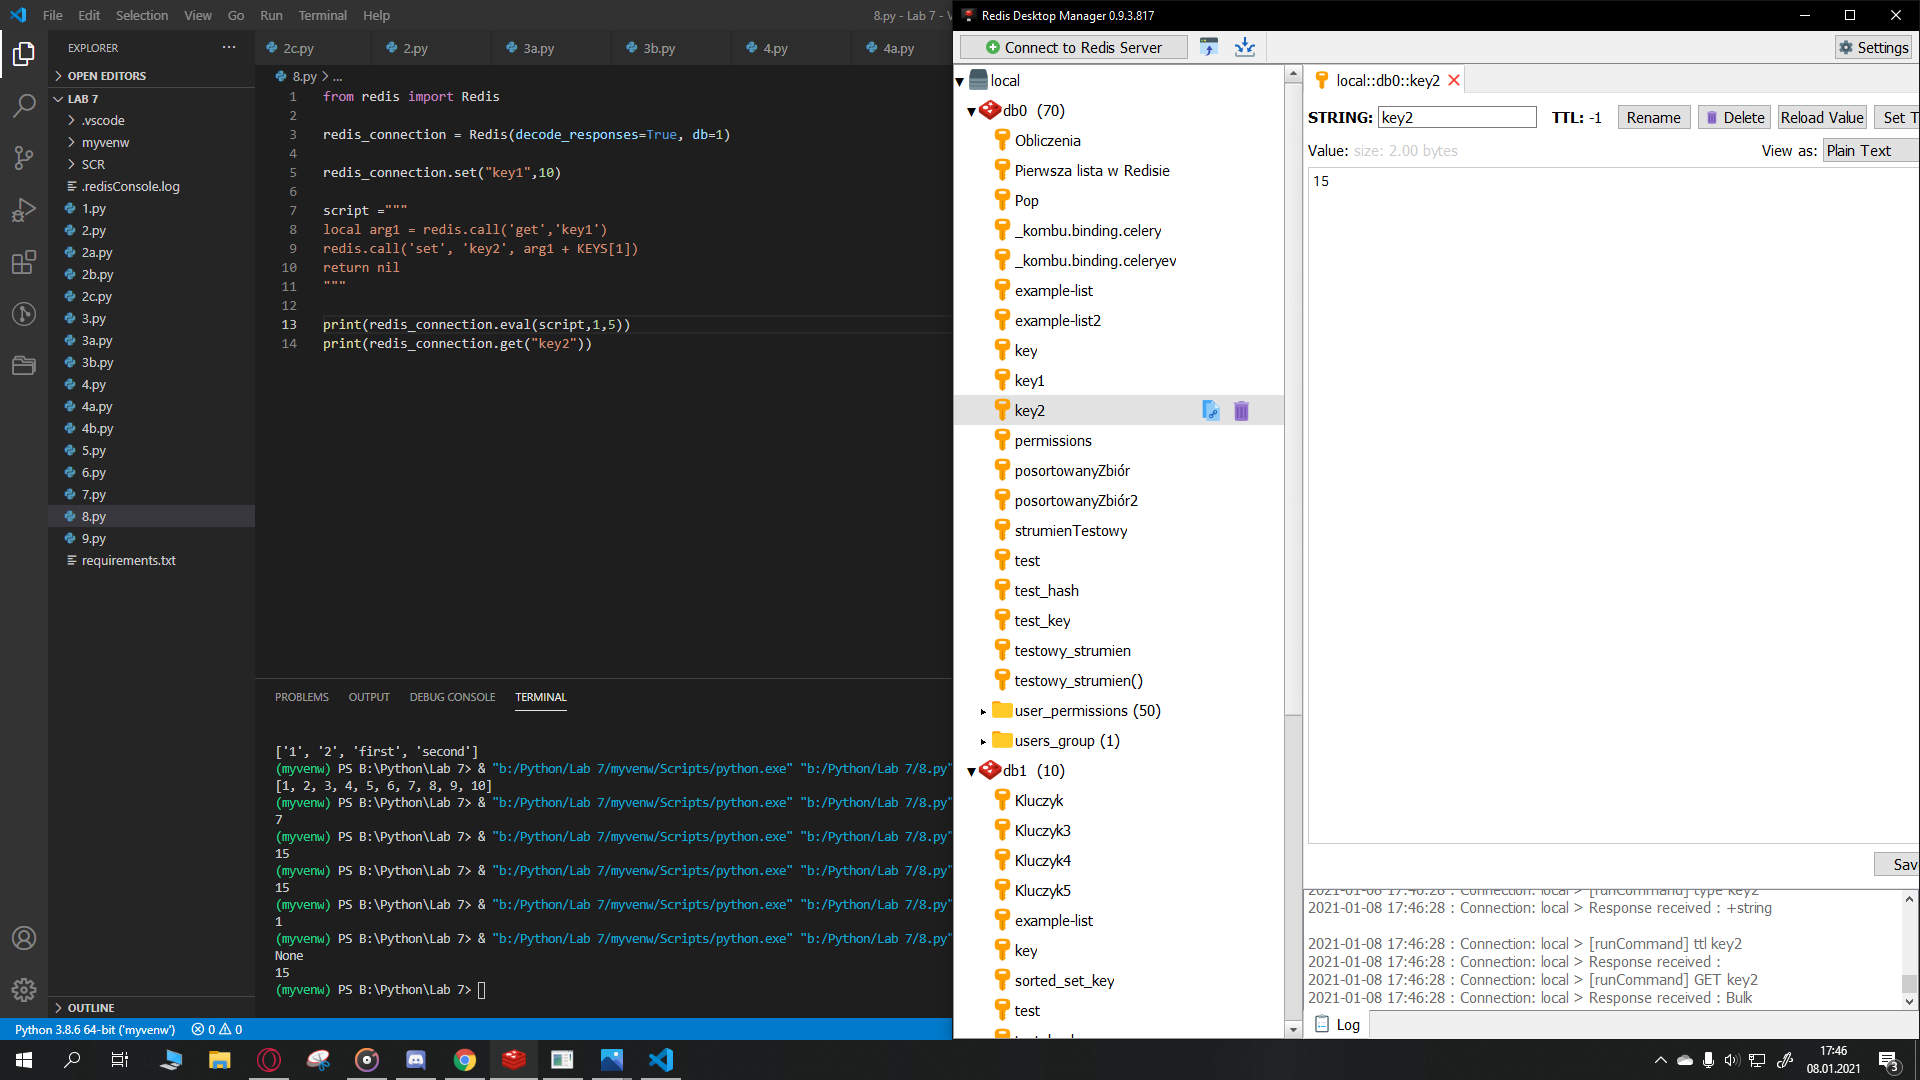 File Edit Selection View Go Run Terminal Help
8.py - Lab 7 - V
EXPLORER
OPEN EDITORS
LAB 7
.vscode
myvenw
SCR
.redisConsole.log
1.py
2.py
2a.py
2b.py
2c.py
3.py
3a.py
3b.py
4.py
4a.py
4b.py
5.py
6.py
7.py
8.py
9.py
requirements.txt
OUTLINE
2c.py 2.py 3a.py 3b.py 4.py 4a.py
8.py > ...
1 from redis import Redis
2
3 redis_connection = Redis(decode_responses=True, db=1)
4
5 redis_connection.set("key1",10)
6
7 script ="""
8 local arg1 = redis.call('get','key1')
9 redis.call('set', 'key2', arg1 + KEYS[1])
10 return nil
11 """
12
13 print(redis_connection.eval(script,1,5))
14 print(redis_connection.get("key2"))
PROBLEMS OUTPUT DEBUG CONSOLE TERMINAL
['1', '2', 'first', 'second']
(myvenw) PS B:\Python\Lab 7> & "b:/Python/Lab 7/myvenw/Scripts/python.exe" "b:/Python/Lab 7/8.py"
[1, 2, 3, 4, 5, 6, 7, 8, 9, 10]
(myvenw) PS B:\Python\Lab 7> & "b:/Python/Lab 7/myvenw/Scripts/python.exe" "b:/Python/Lab 7/8.py"
7
(myvenw) PS B:\Python\Lab 7> & "b:/Python/Lab 7/myvenw/Scripts/python.exe" "b:/Python/Lab 7/8.py"
15
(myvenw) PS B:\Python\Lab 7> & "b:/Python/Lab 7/myvenw/Scripts/python.exe" "b:/Python/Lab 7/8.py"
15
(myvenw) PS B:\Python\Lab 7> & "b:/Python/Lab 7/myvenw/Scripts/python.exe" "b:/Python/Lab 7/8.py"
1
(myvenw) PS B:\Python\Lab 7> & "b:/Python/Lab 7/myvenw/Scripts/python.exe" "b:/Python/Lab 7/8.py"
None
15
(myvenw) PS B:\Python\Lab 7>
Python 3.8.6 64-bit ('myvenw') 0 0
Redis Desktop Manager 0.9.3.817
Connect to Redis Server
Settings
local
db0 (70)
Obliczenia
Pierwsza lista w Redisie
Pop
_kombu.binding.celery
_kombu.binding.celeryev
example-list
example-list2
key
key1
key2
permissions
posortowanyZbiór
posortowanyZbiór2
strumienTestowy
test
test_hash
test_key
testowy_strumien
testowy_strumien()
user_permissions (50)
users_group (1)
db1 (10)
Kluczyk
Kluczyk3
Kluczyk4
Kluczyk5
example-list
key
sorted_set_key
test
local::db0::key2
STRING: key2 TTL: -1 Rename Delete Reload Value Set T
Value: size: 2.00 bytes View as: Plain Text
15
Sav
2021-01-08 17:46:28 : Connection: local > [runCommand] type key2
2021-01-08 17:46:28 : Connection: local > Response received : +string
2021-01-08 17:46:28 : Connection: local > [runCommand] ttl key2
2021-01-08 17:46:28 : Connection: local > Response received :
2021-01-08 17:46:28 : Connection: local > [runCommand] GET key2
2021-01-08 17:46:28 : Connection: local > Response received : Bulk
Log
17:46
08.01.2021
3